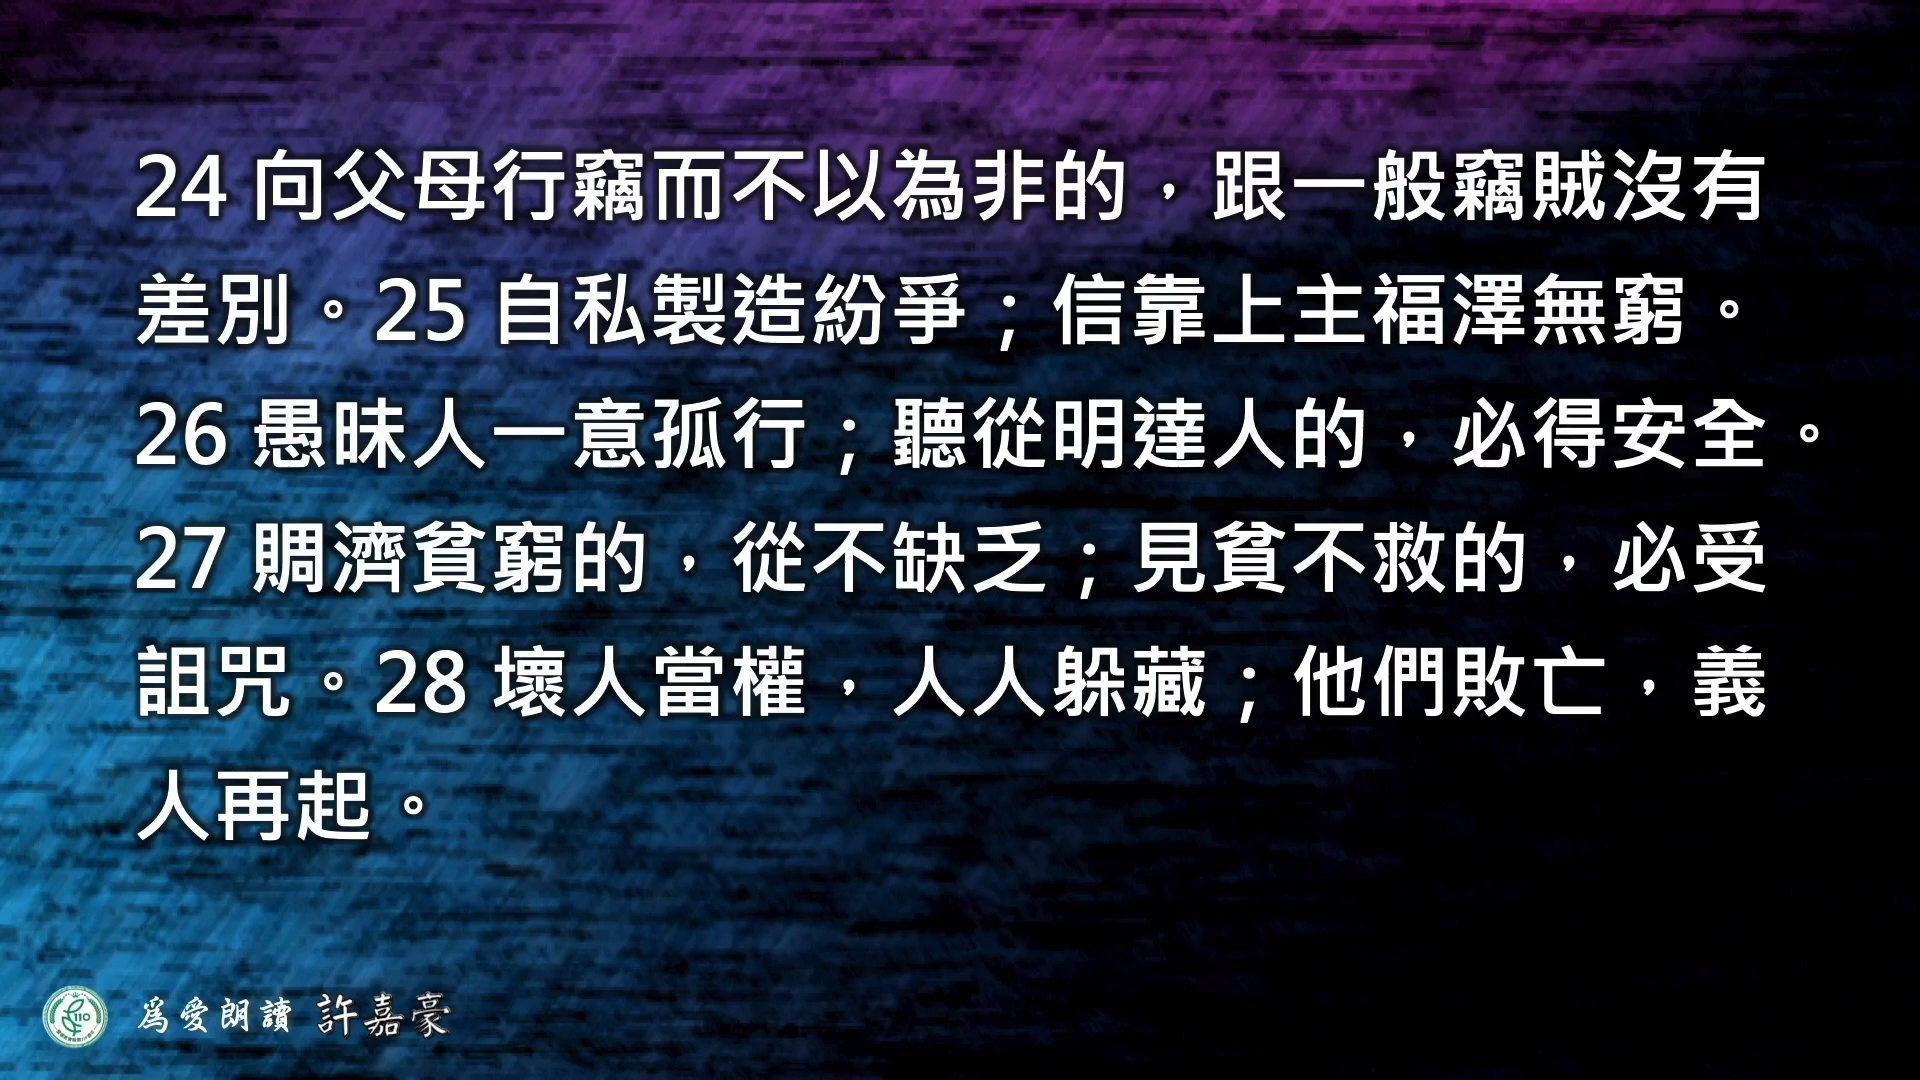 24 向父母行竊而不以為非的，跟一般竊賊沒有
差別。25 自私製造紛爭；信靠上主福澤無窮。
26 愚昧人一意孤行；聽從明達人的，必得安全。
27 賙濟貧窮的，從不缺乏；見貧不救的，必受
詛咒。28 壞人當權，人人躲藏；他們敗亡，義
人再起。
110
為愛朗讀 許嘉豪